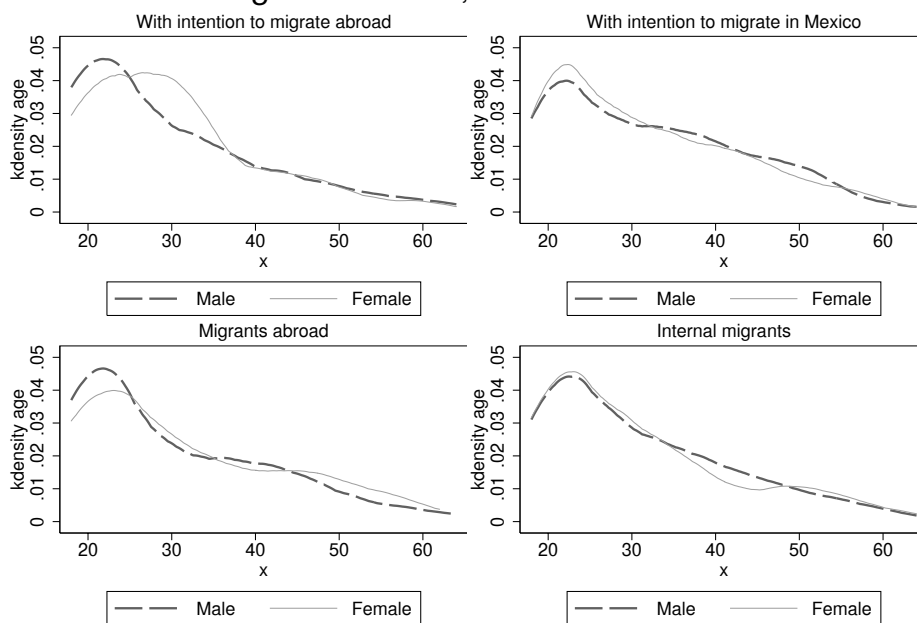 With intention to migrate abroad
kdensity age
0 .01 .02 .03 .04 .05
20 30 40 50 60
x
Male Female
With intention to migrate in Mexico
kdensity age
0 .01 .02 .03 .04 .05
20 30 40 50 60
x
Male Female
Migrants abroad
kdensity age
0 .01 .02 .03 .04 .05
20 30 40 50 60
x
Male Female
Internal migrants
kdensity age
0 .01 .02 .03 .04 .05
20 30 40 50 60
x
Male Female